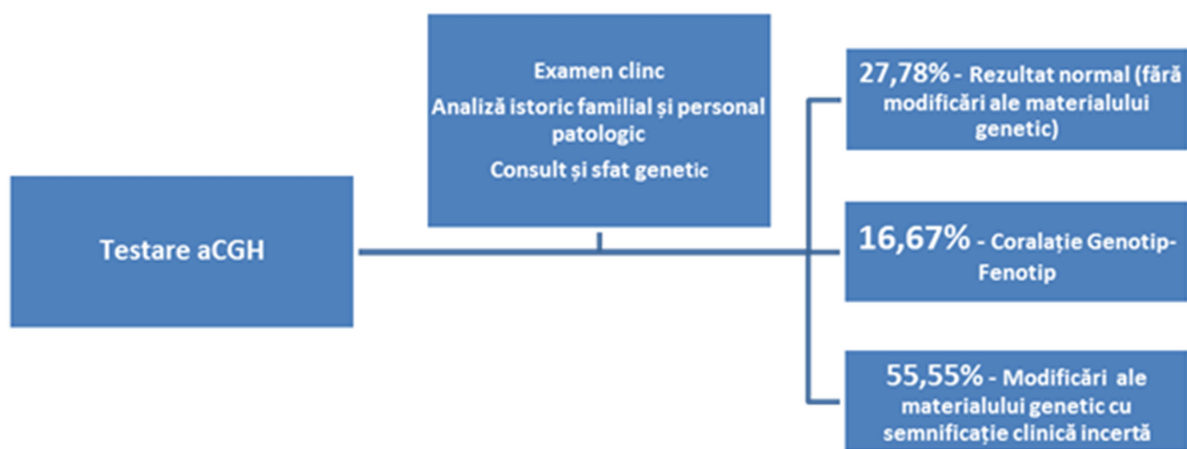 Testare aCGH
Examen clinc
Analiză istoric familial și personal
patologic
Consult și sfat genetic
27,78% - Rezultat normal (fără
modificări ale materialului
genetic)
16,67% - Coralație Genotip-
Fenotip
55,55% - Modificări ale
materialului genetic cu
semnificație clinică incertă